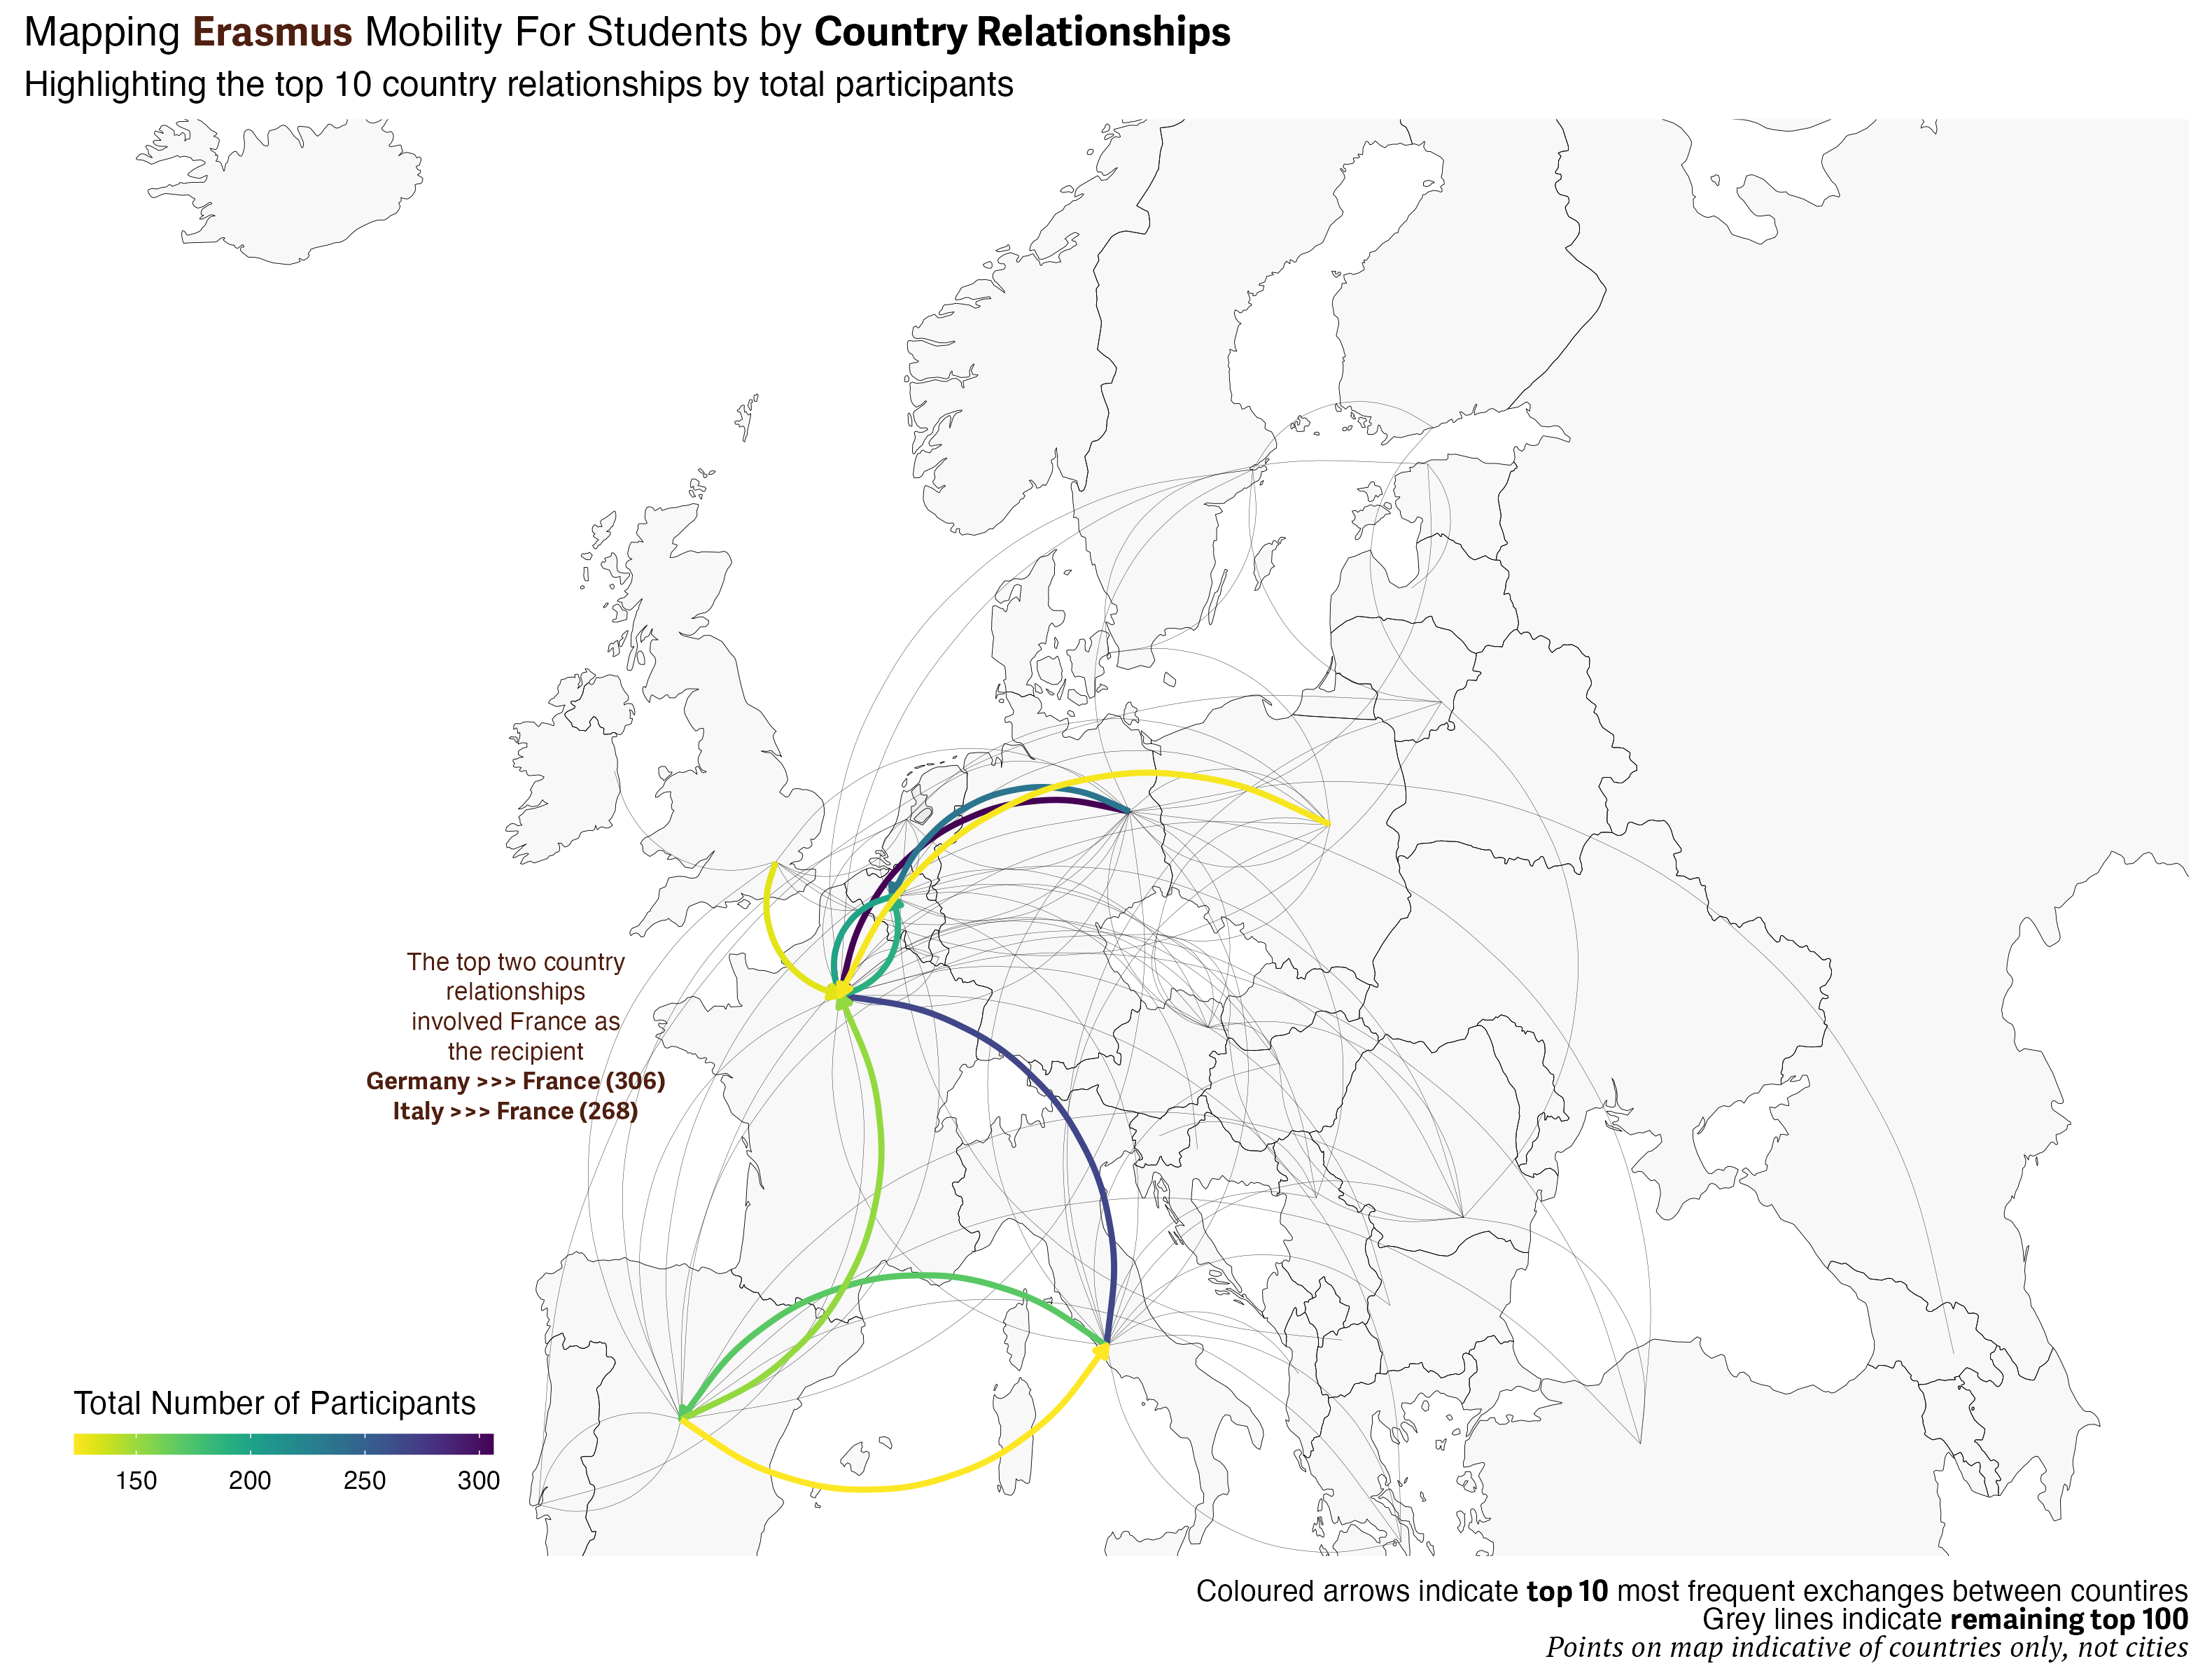 Mapping Erasmus Mobility For Students by Country Relationships
Highlighting the top 10 country relationships by total participants
The top two country
relationships
involved France as
the recipient
Germany >>> France (306)
Italy >>> France (268)
Total Number of Participants
150 200 250 300
Coloured arrows indicate top 10 most frequent exchanges between countires
Grey lines indicate remaining top 100
Points on map indicative of countries only, not cities